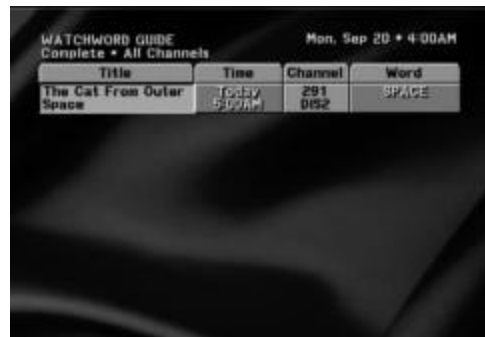 WATCHWORD GUIDE
Mon, Sep 20 • 4:00AM
Complete • All Channels
Title Time Channel Word
The Cat From Outer Space Today 5:00AM 291 DIS2 SPACE